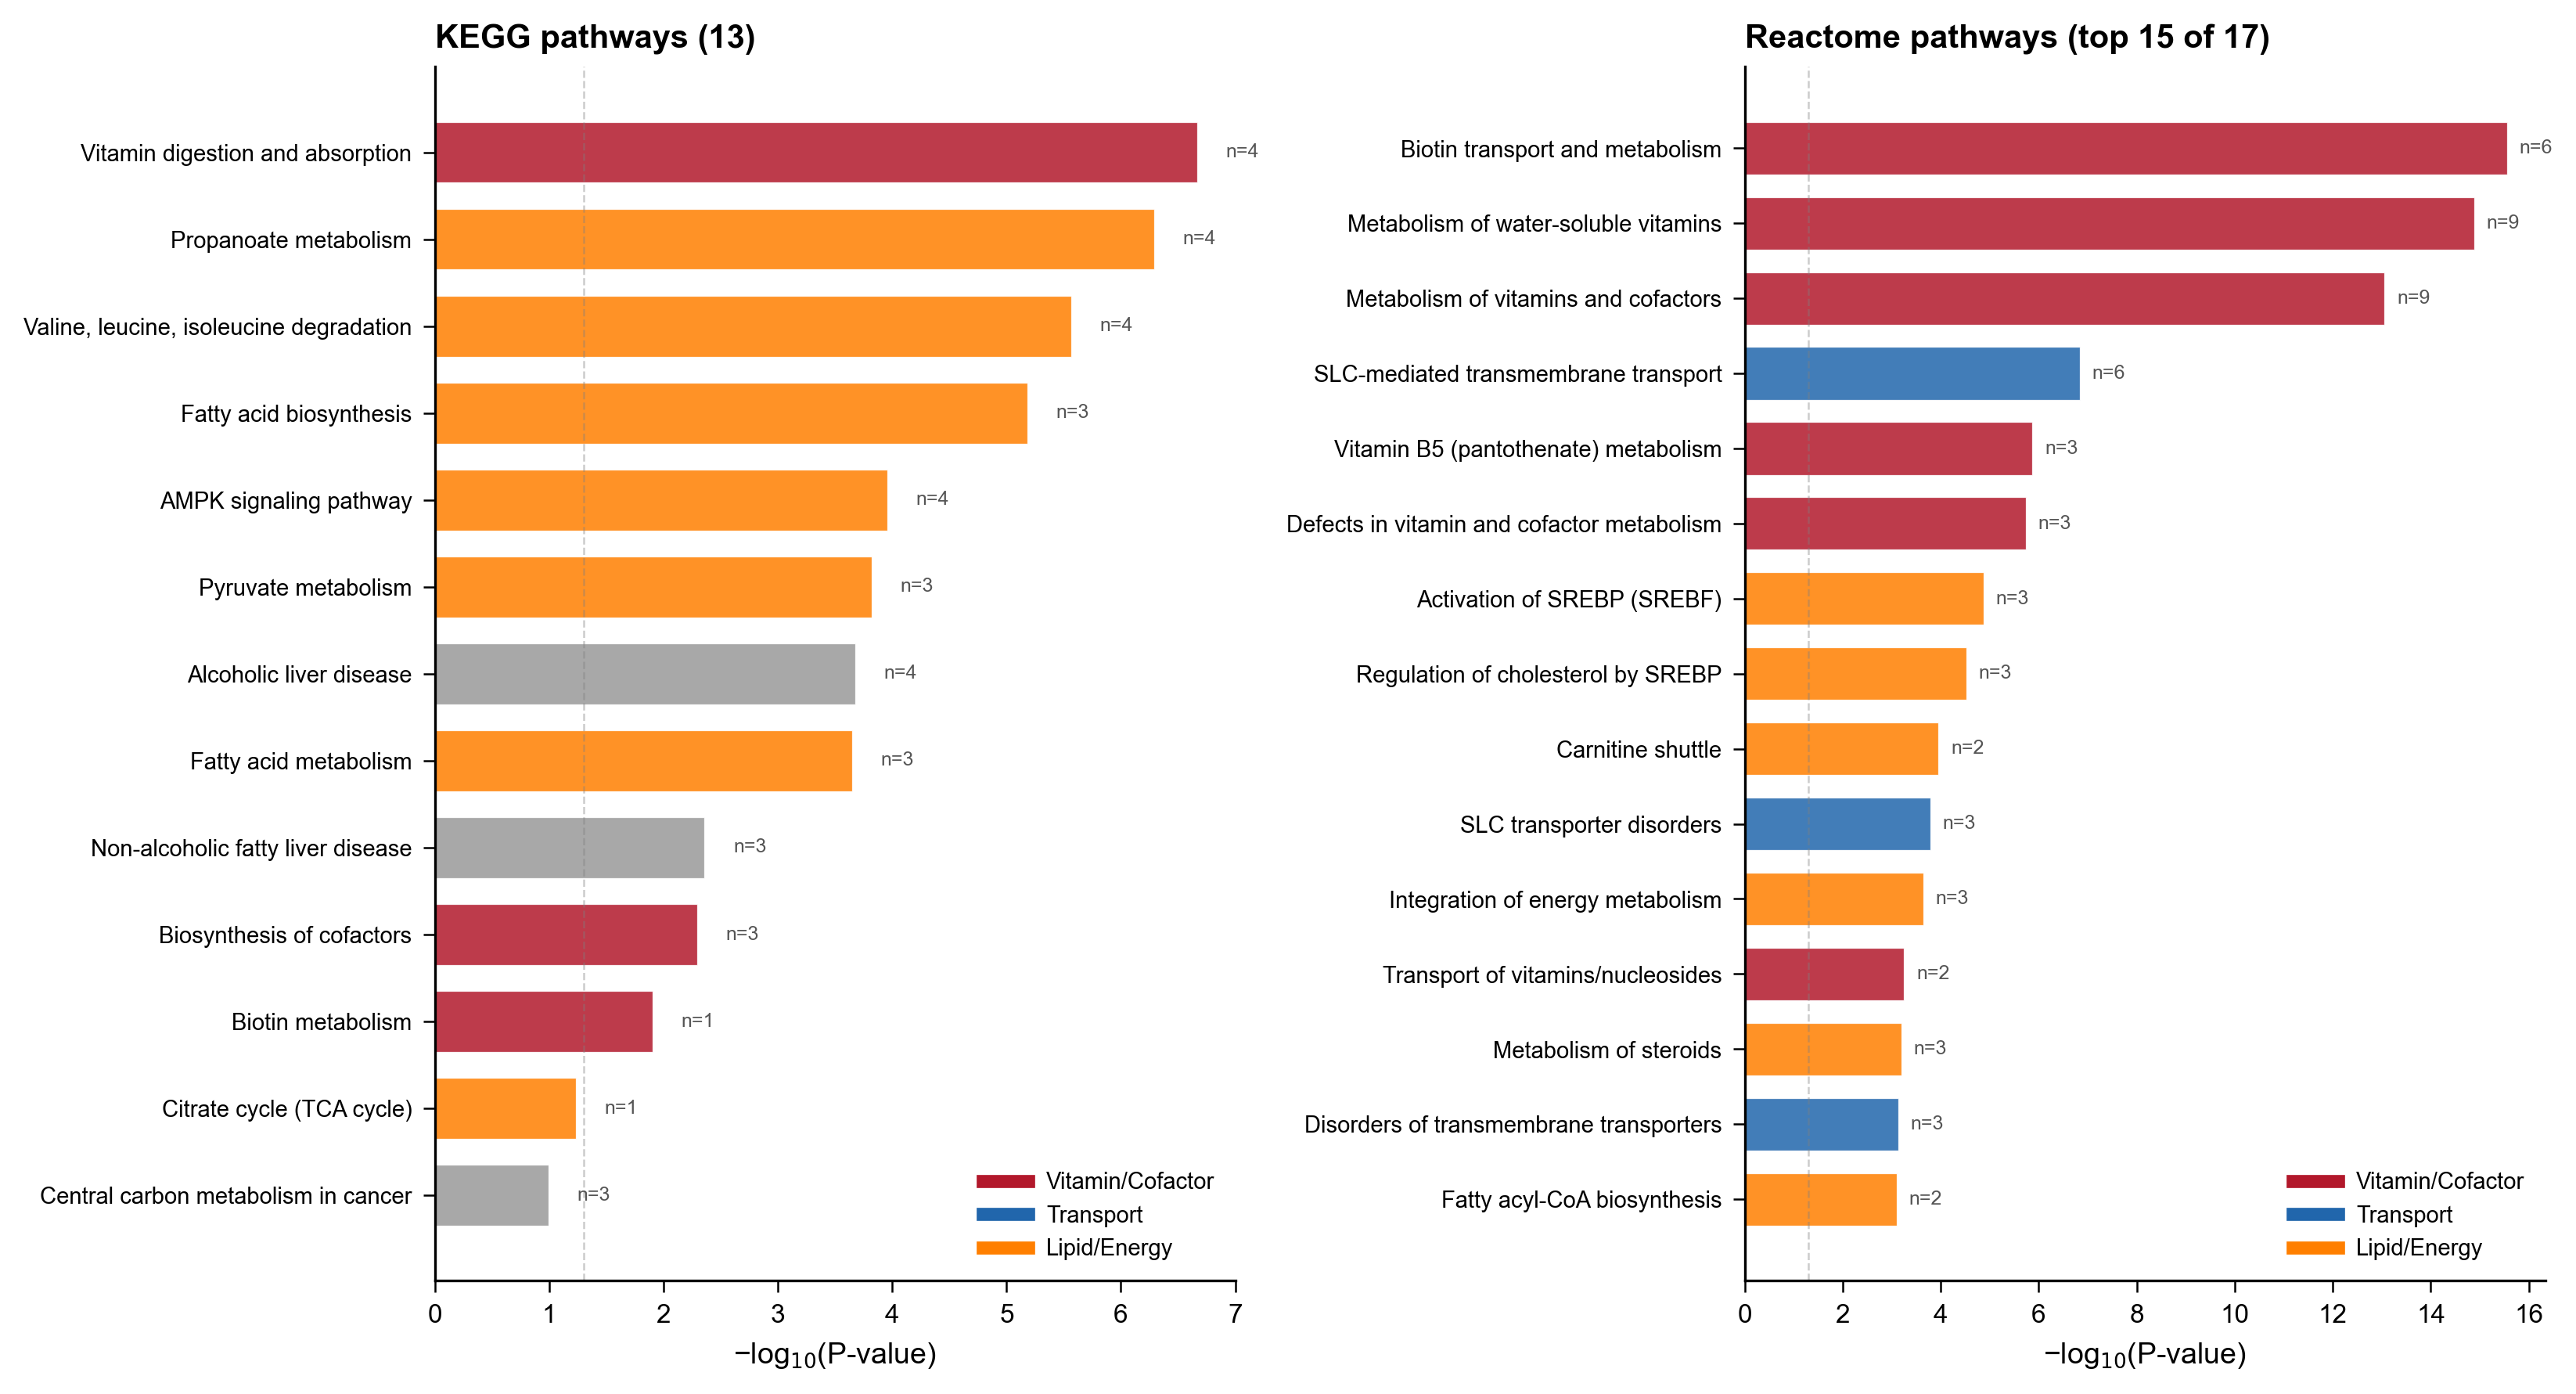 KEGG pathways (13)
Vitamin digestion and absorption
n=4
Propanoate metabolism
n=4
Valine, leucine, isoleucine degradation
n=4
Fatty acid biosynthesis
n=3
AMPK signaling pathway
n=4
Pyruvate metabolism
n=3
Alcoholic liver disease
n=4
Fatty acid metabolism
n=3
Non-alcoholic fatty liver disease
n=3
Biosynthesis of cofactors
n=3
Biotin metabolism
n=1
Citrate cycle (TCA cycle)
n=1
Central carbon metabolism in cancer
n=3
Vitamin/Cofactor
Transport
Lipid/Energy
0 1 2 3 4 5 6 7
−log10(P-value)
Reactome pathways (top 15 of 17)
Biotin transport and metabolism
n=6
Metabolism of water-soluble vitamins
n=9
Metabolism of vitamins and cofactors
n=9
SLC-mediated transmembrane transport
n=6
Vitamin B5 (pantothenate) metabolism
n=3
Defects in vitamin and cofactor metabolism
n=3
Activation of SREBP (SREBF)
n=3
Regulation of cholesterol by SREBP
n=3
Carnitine shuttle
n=2
SLC transporter disorders
n=3
Integration of energy metabolism
n=3
Transport of vitamins/nucleosides
n=2
Metabolism of steroids
n=3
Disorders of transmembrane transporters
n=3
Fatty acyl-CoA biosynthesis
n=2
Vitamin/Cofactor
Transport
Lipid/Energy
0 2 4 6 8 10 12 14 16
−log10(P-value)